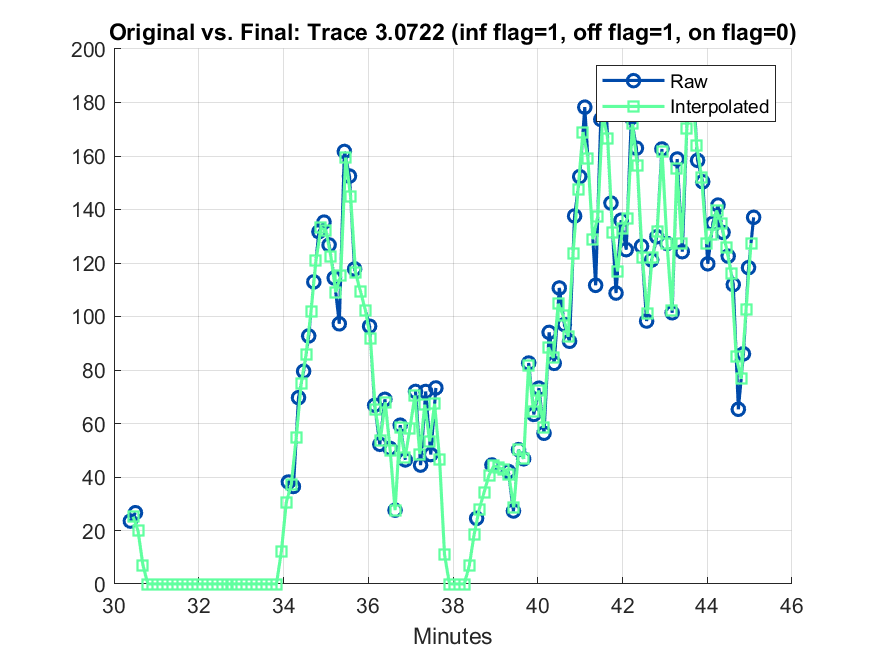 Original vs. Final: Trace 3.0722 (inf flag=1, off flag=1, on flag=0)
200
180
160
140
120
100
80
60
40
20
0
Raw
Interpolated
30 32 34 36 38 40 42 44 46
Minutes